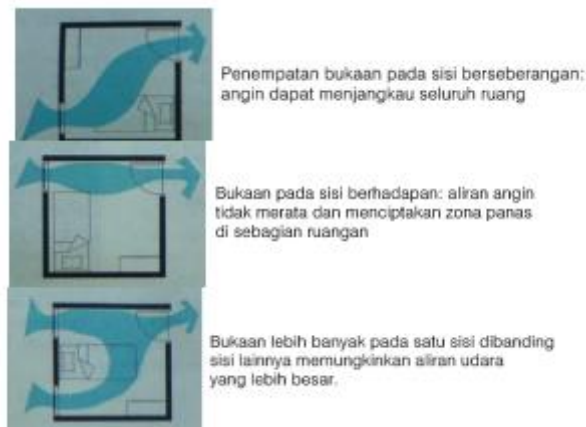 Penempatan bukaan pada sisi berseberangan:
angin dapat menjangkau seluruh ruang
Bukaan pada sisi berhadapan: aliran angin
tidak merata dan menciptakan zona panas
di sebagian ruangan
Bukaan lebih banyak pada satu sisi dibanding
sisi lainnya memungkinkan aliran udara
yang lebih besar.